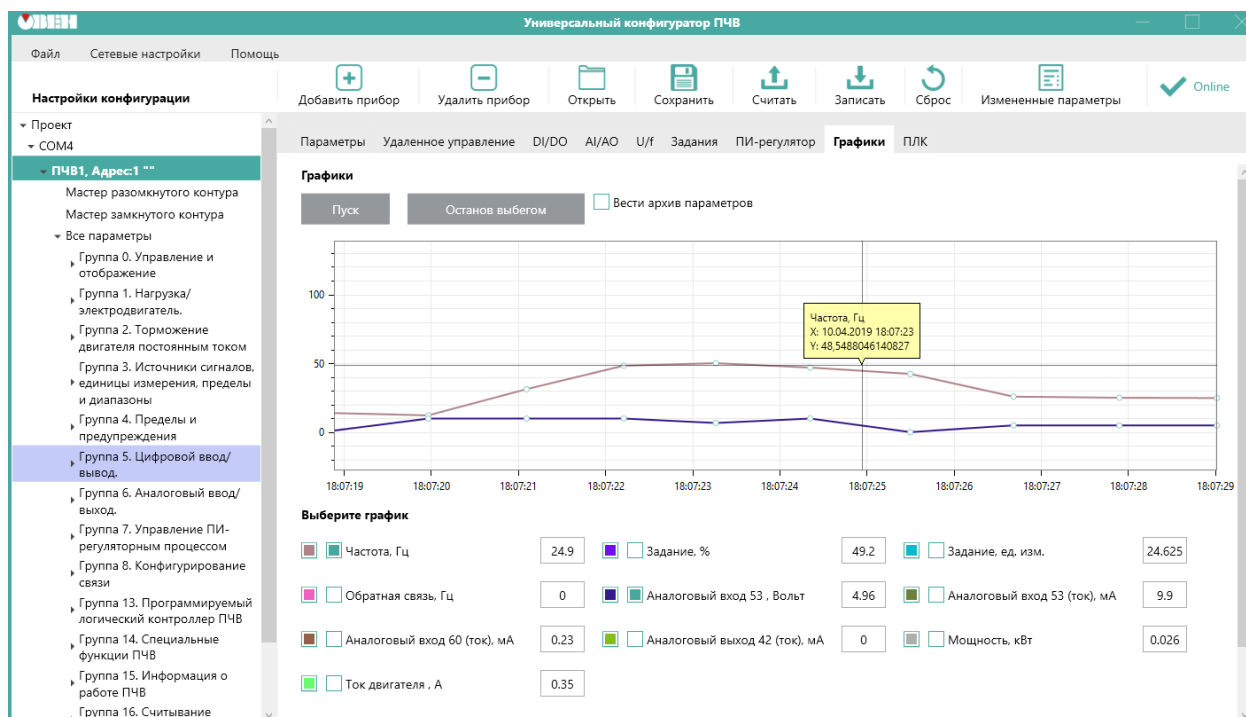 ОВЕН
Универсальный конфигуратор ПЧВ
Файл Сетевые настройки Помощь
Настройки конфигурации
Добавить прибор Удалить прибор Открыть Сохранить Считать Записать Сброс Измененные параметры Online
Проект
COM4
ПЧВ1, Адрес:1 ""
Мастер разомкнутого контура
Мастер замкнутого контура
Все параметры
Группа 0. Управление и
отображение
Группа 1. Нагрузка/
электродвигатель.
Группа 2. Торможение
двигателя постоянным током
Группа 3. Источники сигналов,
единицы измерения, пределы
и диапазоны
Группа 4. Пределы и
предупреждения
Группа 5. Цифровой ввод/
вывод.
Группа 6. Аналоговый ввод/
выход.
Группа 7. Управление ПИ-
регуляторным процессом
Группа 8. Конфигурирование
связи
Группа 13. Программируемый
логический контроллер ПЧВ
Группа 14. Специальные
функции ПЧВ
Группа 15. Информация о
работе ПЧВ
Группа 16. Считывание
Параметры Удаленное управление DI/DO AI/AO U/f Задания ПИ-регулятор Графики ПЛК
Графики
Пуск Останов выбегом Вести архив параметров
100
50
0
Частота, Гц
X: 10.04.2019 18:07:23
Y: 48,5488046140827
18:07:19 18:07:20 18:07:21 18:07:22 18:07:23 18:07:24 18:07:25 18:07:26 18:07:27 18:07:28 18:07:29
Выберите график
Частота, Гц 24.9 Задание, % 49.2 Задание, ед. изм. 24.625
Обратная связь, Гц 0 Аналоговый вход 53 , Вольт 4.96 Аналоговый вход 53 (ток), мА 9.9
Аналоговый вход 60 (ток), мА 0.23 Аналоговый выход 42 (ток), мА 0 Мощность, кВт 0.026
Ток двигателя , А 0.35